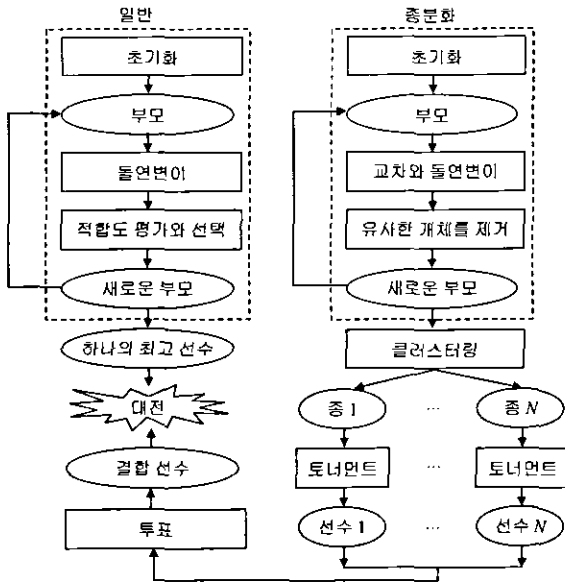 일반
초기화
부모
돌연변이
적합도 평가와 선택
새로운 부모
하나의 최고 선수
대전
결합 선수
투표
종분화
초기화
부모
교차와 돌연변이
유사한 개체를 제거
새로운 부모
클러스터링
종 1 ... 종 N
토너먼트 ... 토너먼트
선수 1 ... 선수 N